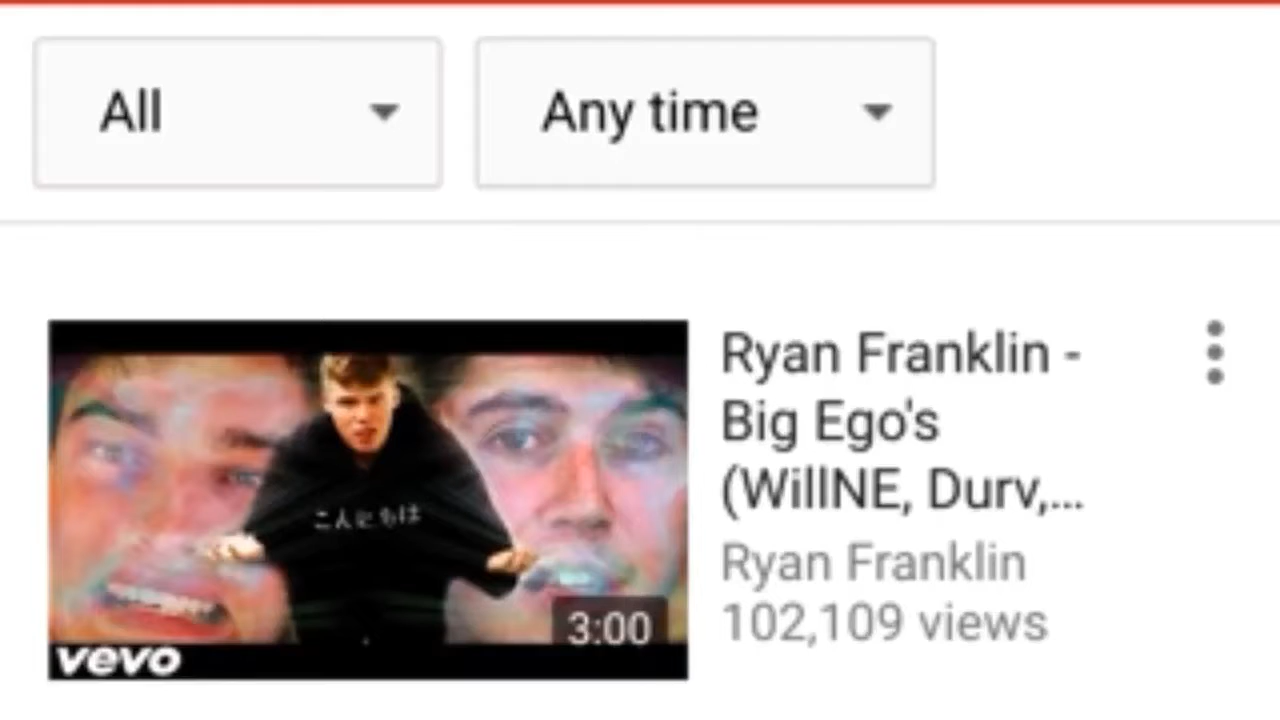 All
Any time
Ryan Franklin -
Big Ego's
(WillNE, Durv,...
Ryan Franklin
102,109 views
こんにちは
3:00
vevo